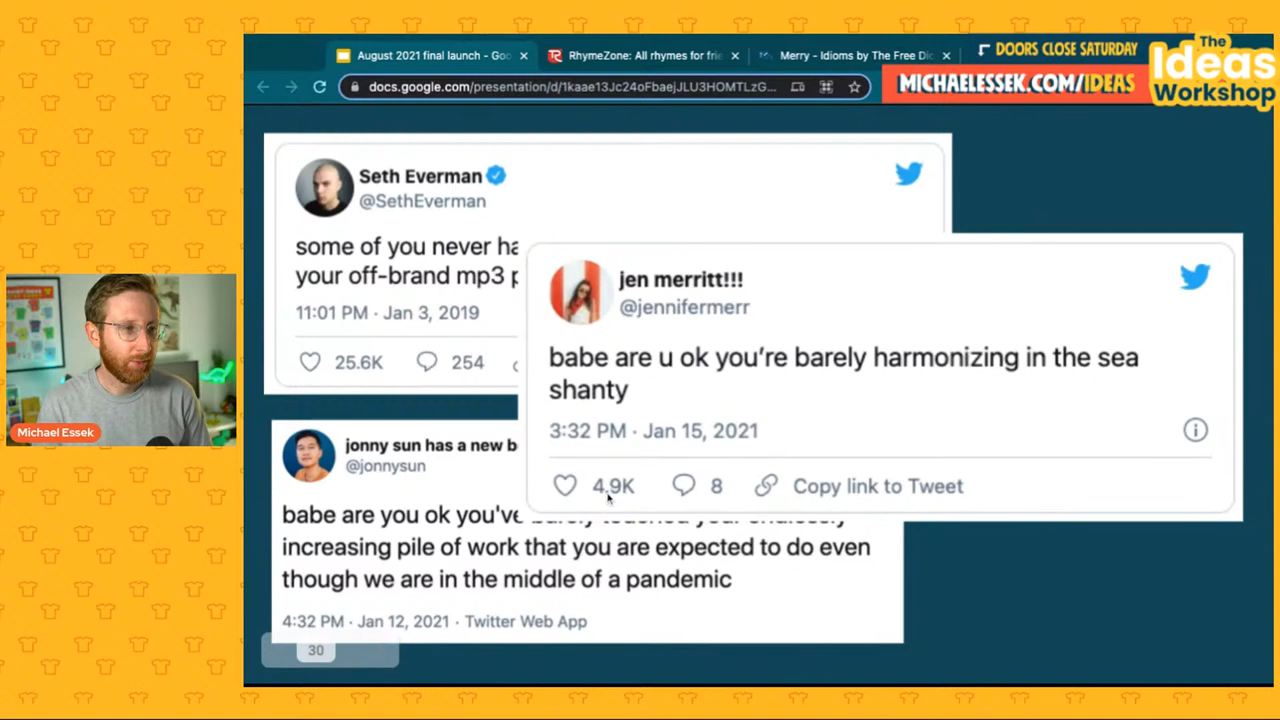 August 2021 final launch - Goo
RhymeZone: All rhymes for frie
Merry - Idioms by The Free Dic
DOORS CLOSE SATURDAY
The
Ideas
Workshop
docs.google.com/presentation/d/1kaae13Jc24oFbaejJLU3HOMTLzG...
MICHAELESSEK.COM/IDEAS
Seth Everman
@SethEverman
some of you never ha
your off-brand mp3 p
11:01 PM · Jan 3, 2019
25.6K 254
jen merritt!!!
@jennifermerr
babe are u ok you're barely harmonizing in the sea
shanty
3:32 PM · Jan 15, 2021
4.9K 8 Copy link to Tweet
Michael Essek
jonny sun has a new b
@jonnysun
babe are you ok you've barely touched your endlessly
increasing pile of work that you are expected to do even
though we are in the middle of a pandemic
4:32 PM · Jan 12, 2021 · Twitter Web App
30